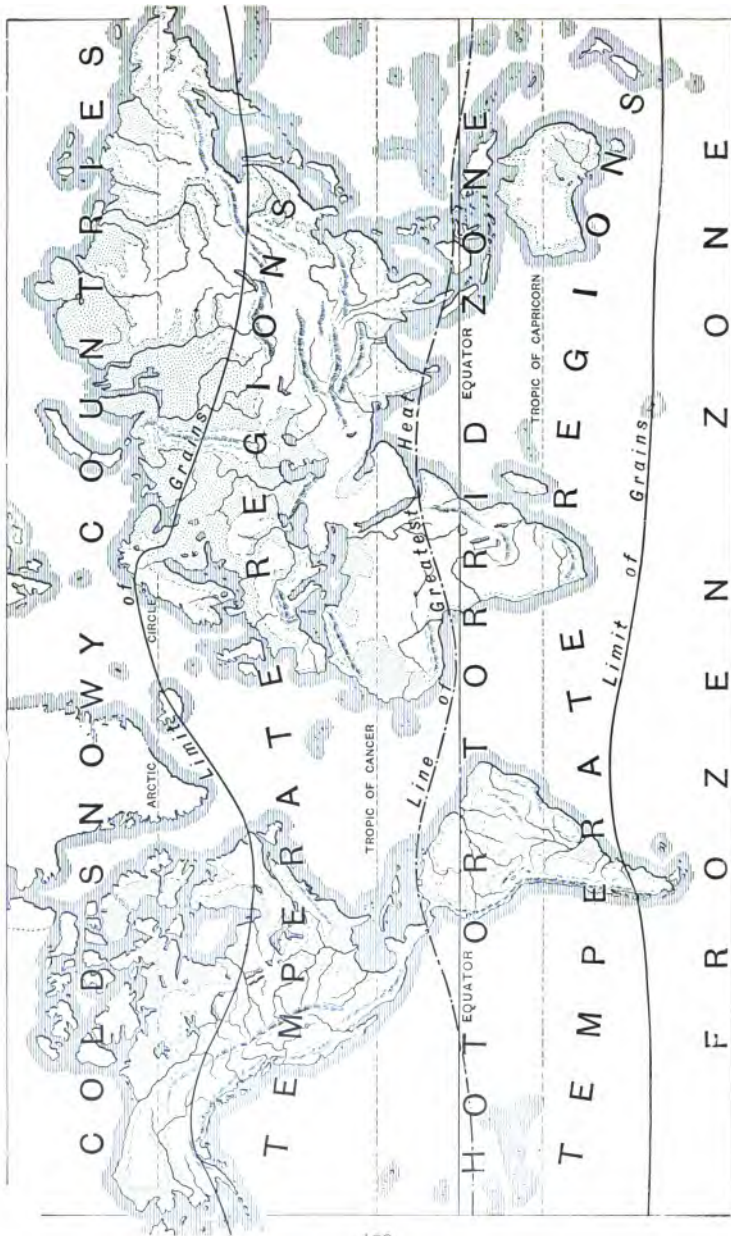 COLD SNOWY COUNTRIES
ARCTIC CIRCLE
Limits of Grains
TEMPERATE REGIONS
TROPIC OF CANCER
Line of Greatest Heat
EQUATOR EQUATOR
HOT OR TORRID ZONE
TROPIC OF CAPRICORN
TEMPERATE REGIONS
Limit of Grains
FROZEN ZONE